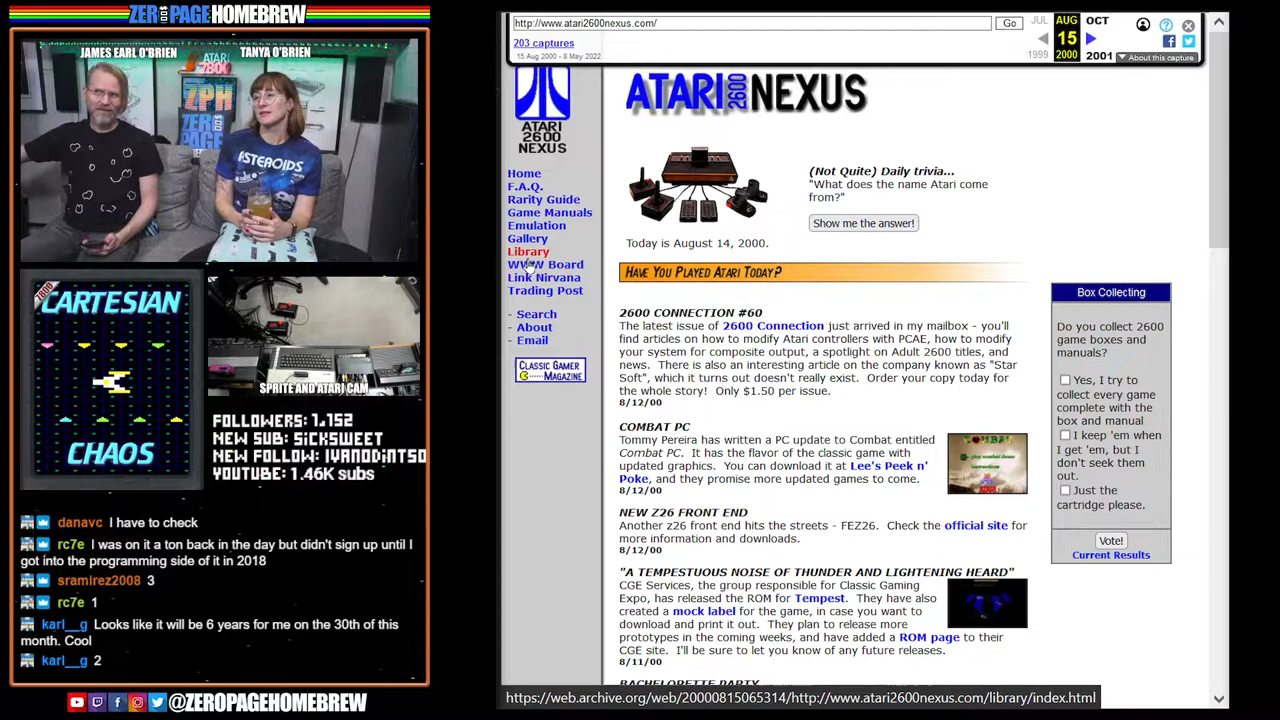 ZERO PAGE HOMEBREW
JAMES EARL O'BRIEN
TANYA O'BRIEN
ATARI
7800
ZPH
ZERO
PAGE
ASTEROIDS
ZERO
CARTESIAN
CHAOS
SPRITE AND ATARI CAM
FOLLOWERS: 1,152
NEW SUB: SICKSWEET
NEW FOLLOW: IVANODINTSO
YOUTUBE: 1.46K subs
danavc I have to check
rc7e I was on it a ton back in the day but didn't sign up until I
got into the programming side of it in 2018
sramirez2008 3
rc7e 1
karl__g Looks like it will be 6 years for me on the 30th of this
month. Cool
karl__g 2
@ZEROPAGEHOMEBREW
http://www.atari2600nexus.com/
Go
JUL
AUG
OCT
203 captures
15
15 Aug 2000 - 8 May 2022
1999
2000
2001
About this capture
ATARI
2600
NEXUS
Home
F.A.Q.
Rarity Guide
Game Manuals
Emulation
Gallery
Library
WWW Board
Link Nirvana
Trading Post
- Search
- About
- Email
CLASSIC GAMER
MAGAZINE
ATARI 2600 NEXUS
(Not Quite) Daily trivia...
"What does the name Atari come
from?"
Show me the answer!
Today is August 14, 2000.
HAVE YOU PLAYED ATARI TODAY?
2600 CONNECTION #60
The latest issue of 2600 Connection just arrived in my mailbox - you'll
find articles on how to modify Atari controllers with PCAE, how to modify
your system for composite output, a spotlight on Adult 2600 titles, and
news. There is also an interesting article on the company known as "Star
Soft", which it turns out doesn't really exist. Order your copy today for
the whole story! Only $1.50 per issue.
8/12/00
COMBAT PC
Tommy Pereira has written a PC update to Combat entitled
Combat PC. It has the flavor of the classic game with
updated graphics. You can download it at Lee's Peek n'
Poke, and they promise more updated games to come.
8/12/00
COMBAT
NEW Z26 FRONT END
Another z26 front end hits the streets - FEZ26. Check the official site for
more information and downloads.
8/12/00
"A TEMPESTUOUS NOISE OF THUNDER AND LIGHTENING HEARD"
CGE Services, the group responsible for Classic Gaming
Expo, has released the ROM for Tempest. They have also
created a mock label for the game, in case you want to
download and print it out. They plan to release more
prototypes in the coming weeks, and have added a ROM page to their
CGE site. I'll be sure to let you know of any future releases.
8/11/00
BACHELORETTE PARTY
Box Collecting
Do you collect 2600
game boxes and
manuals?
Yes, I try to
collect every game
complete with the
box and manual
I keep 'em when
I get 'em, but I
don't seek them
out.
Just the
cartridge please.
Vote!
Current Results
https://web.archive.org/web/20000815065314/http://www.atari2600nexus.com/library/index.html